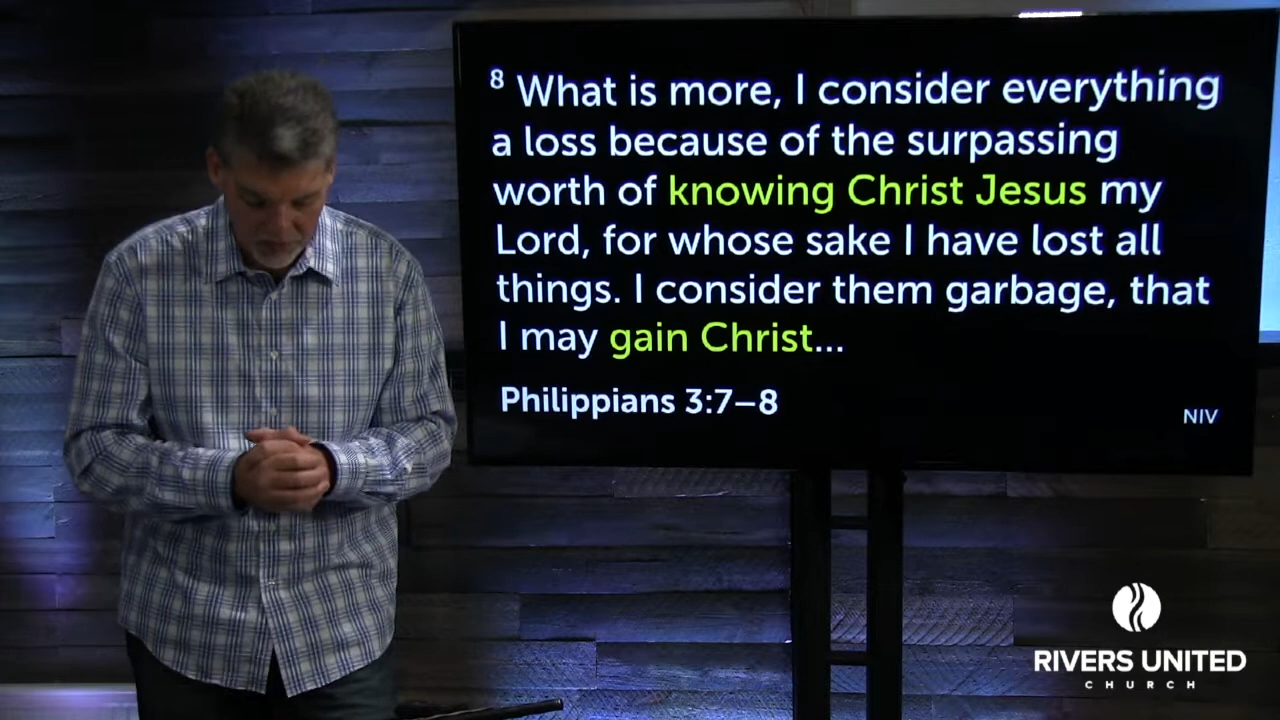 8 What is more, I consider everything
a loss because of the surpassing
worth of knowing Christ Jesus my
Lord, for whose sake I have lost all
things. I consider them garbage, that
I may gain Christ...
Philippians 3:7–8
NIV
RIVERS UNITED
CHURCH